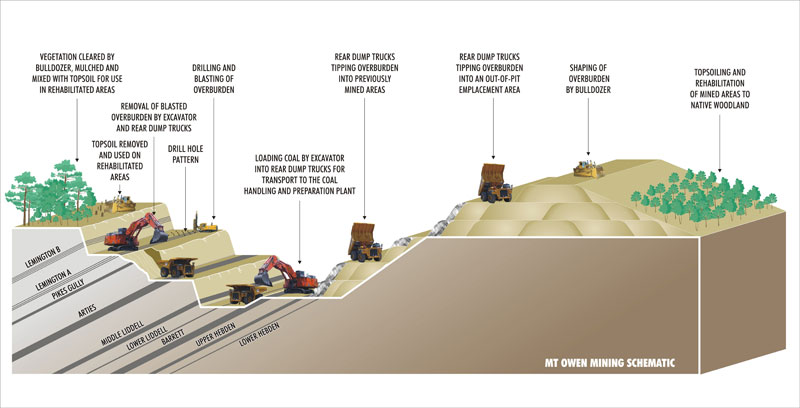 VEGETATION CLEARED BY
BULLDOZER, MULCHED AND
MIXED WITH TOPSOIL FOR USE
IN REHABILITATED AREAS
REMOVAL OF BLASTED
OVERBURDEN BY EXCAVATOR
AND REAR DUMP TRUCKS
TOPSOIL REMOVED
AND USED ON
REHABILITATED
AREAS
DRILLING AND
BLASTING OF
OVERBURDEN
DRILL HOLE
PATTERN
LOADING COAL BY EXCAVATOR
INTO REAR DUMP TRUCKS FOR
TRANSPORT TO THE COAL
HANDLING AND PREPARATION PLANT
REAR DUMP TRUCKS
TIPPING OVERBURDEN
INTO PREVIOUSLY
MINED AREAS
REAR DUMP TRUCKS
TIPPING OVERBURDEN
INTO AN OUT-OF-PIT
EMPLACEMENT AREA
SHAPING OF
OVERBURDEN
BY BULLDOZER
TOPSOILING AND
REHABILITATION
OF MINED AREAS TO
NATIVE WOODLAND
LEMINGTON B
LEMINGTON A
PIKES GULLY
ARTIES
MIDDLE LIDDELL
LOWER LIDDELL
BARRETT
UPPER HEBDEN
LOWER HEBDEN
MT OWEN MINING SCHEMATIC